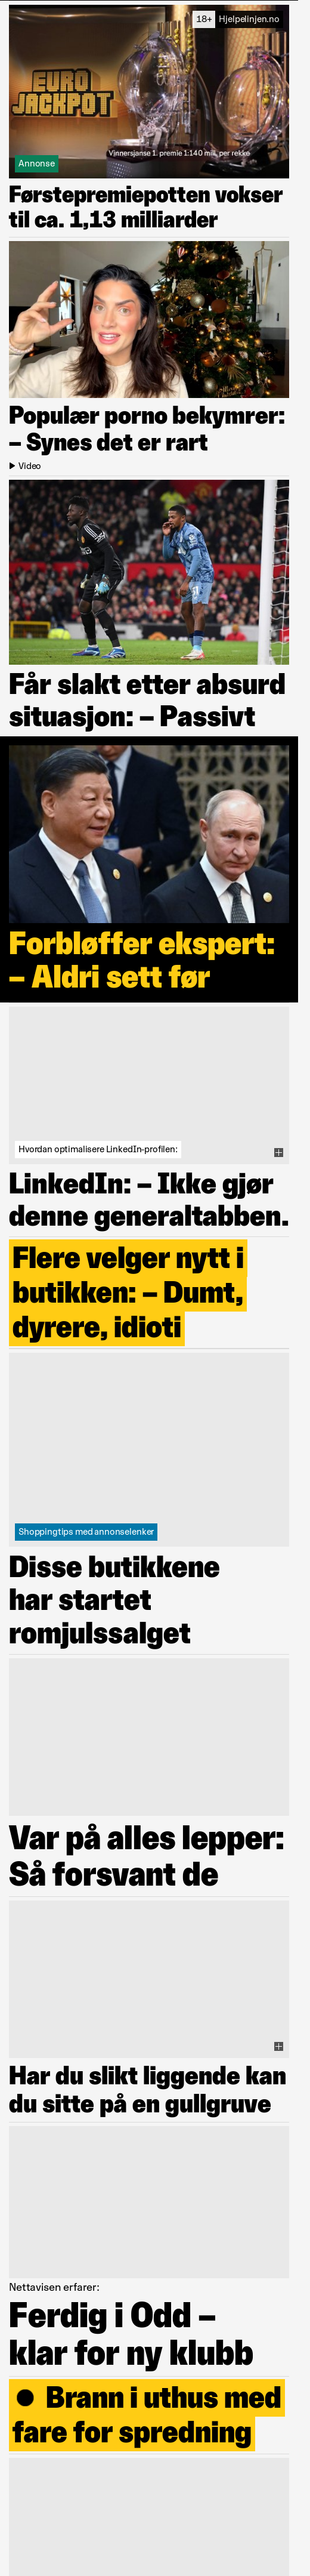 18+ Hjelpelinjen.no
EURO
JACKPOT
Vinnersjanse 1. premie 1:140 mill. per rekke
Annonse
Førstepremiepotten vokser
til ca. 1,13 milliarder
Populær porno bekymrer:
– Synes det er rart
Video
Får slakt etter absurd
situasjon: – Passivt
Forbløffer ekspert:
– Aldri sett før
Hvordan optimalisere LinkedIn-profilen:
LinkedIn: – Ikke gjør
denne generaltabben.
Flere velger nytt i
butikken: – Dumt,
dyrere, idioti
Shoppingtips med annonselenker
Disse butikkene
har startet
romjulssalget
Var på alles lepper:
Så forsvant de
Har du slikt liggende kan
du sitte på en gullgruve
Nettavisen erfarer:
Ferdig i Odd –
klar for ny klubb
● Brann i uthus med
fare for spredning